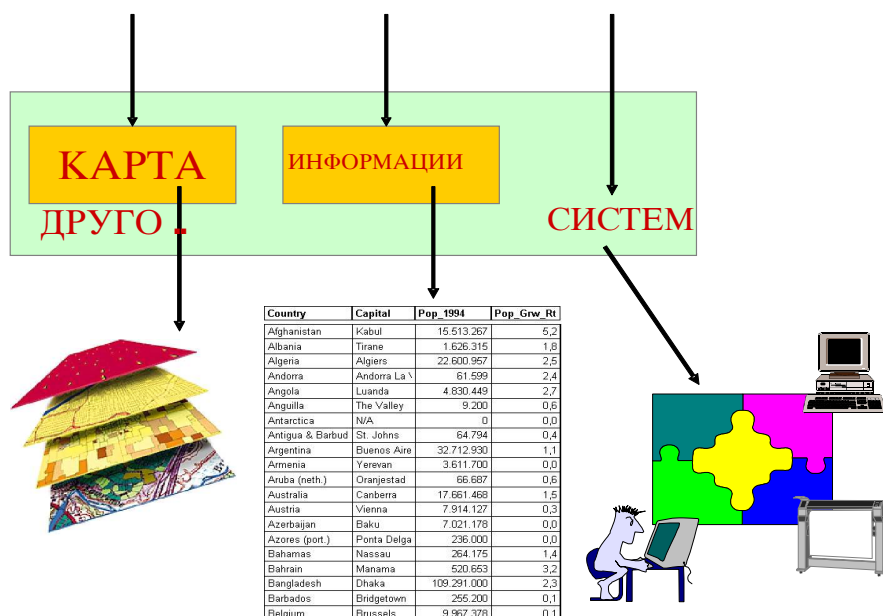 КАРТА
ИНФОРМАЦИИ
ДРУГО ..
СИСТЕМ
Country Capital Pop_1994 Pop_Grw_Rt
Afghanistan Kabul 15.513.267 5,2
Albania Tirane 1.626.315 1,8
Algeria Algiers 22.600.957 2,5
Andorra Andorra La \ 61.599 2,4
Angola Luanda 4.830.449 2,7
Anguilla The Valley 9.200 0,6
Antarctica N/A 0 0,0
Antigua & Barbud St. Johns 64.794 0,4
Argentina Buenos Aire 32.712.930 1,1
Armenia Yerevan 3.611.700 0,0
Aruba (neth.) Oranjestad 66.687 0,6
Australia Canberra 17.661.468 1,5
Austria Vienna 7.914.127 0,3
Azerbaijan Baku 7.021.178 0,0
Azores (port.) Ponta Delga 236.000 0,0
Bahamas Nassau 264.175 1,4
Bahrain Manama 520.653 3,2
Bangladesh Dhaka 109.291.000 2,3
Barbados Bridgetown 255.200 0,1
Belgium Brussels 9.967.378 0,1